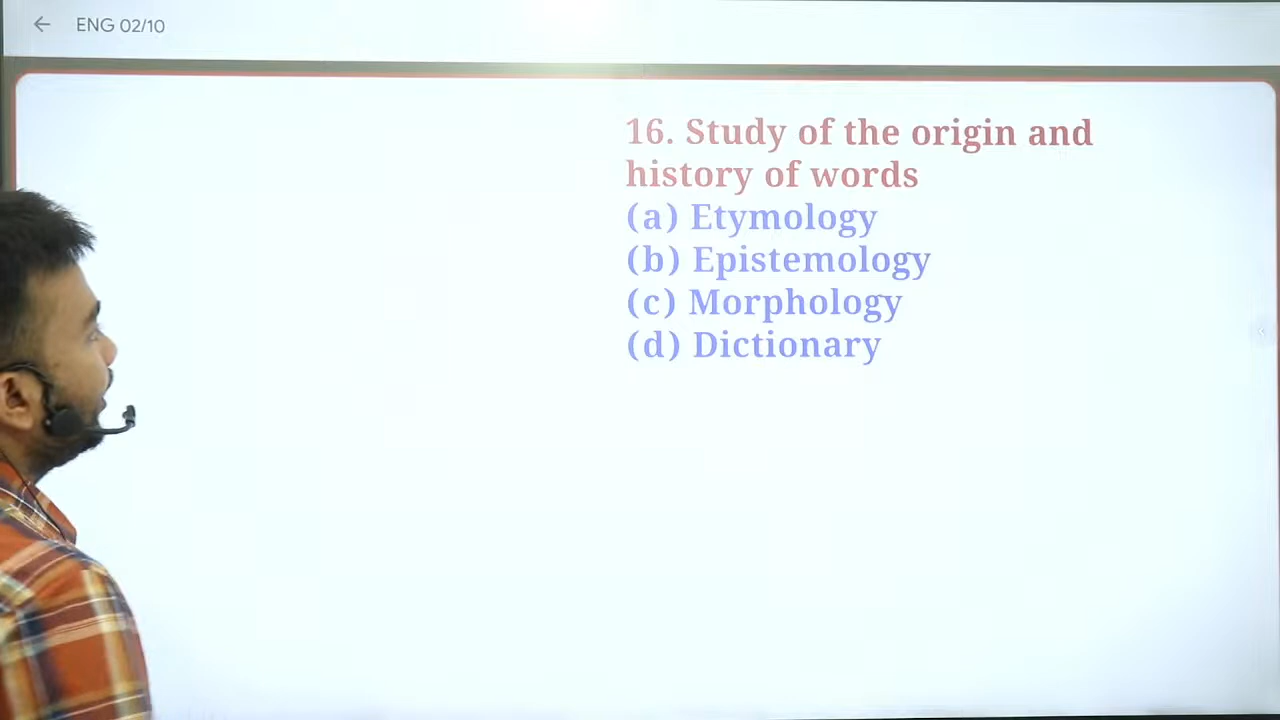 ENG 02/10
16. Study of the origin and
history of words
(a) Etymology
(b) Epistemology
(c) Morphology
(d) Dictionary